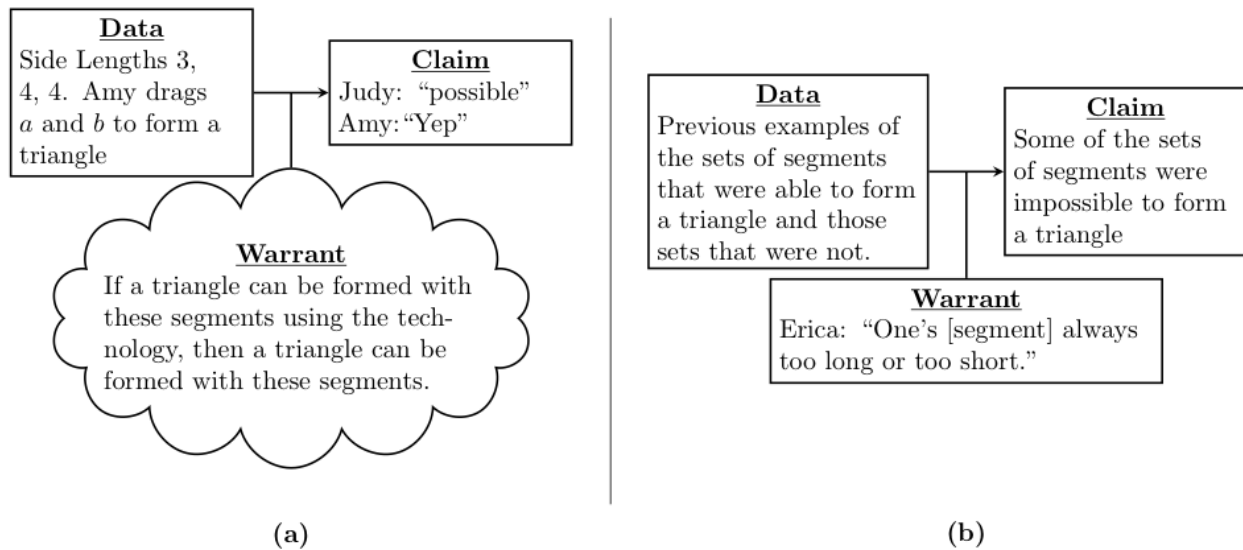 Data
Side Lengths 3,
4, 4. Amy drags
a and b to form a
triangle
Claim
Judy: “possible”
Amy:“Yep”
Warrant
If a triangle can be formed with
these segments using the tech-
nology, then a triangle can be
formed with these segments.
(a)
Data
Previous examples of
the sets of segments
that were able to form
a triangle and those
sets that were not.
Claim
Some of the sets
of segments were
impossible to form
a triangle
Warrant
Erica: “One’s [segment] always
too long or too short.”
(b)